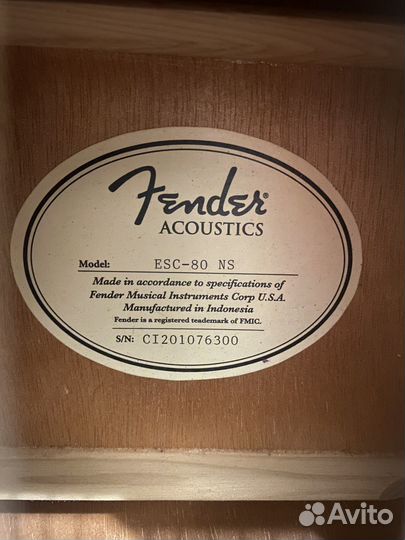 Fender®
ACOUSTICS
Model: ESC-80 NS
Made in accordance to specifications of
Fender Musical Instruments Corp U.S.A.
Manufactured in Indonesia
Fender is a registered trademark of FMIC.
S/N: CI201076300
Avito